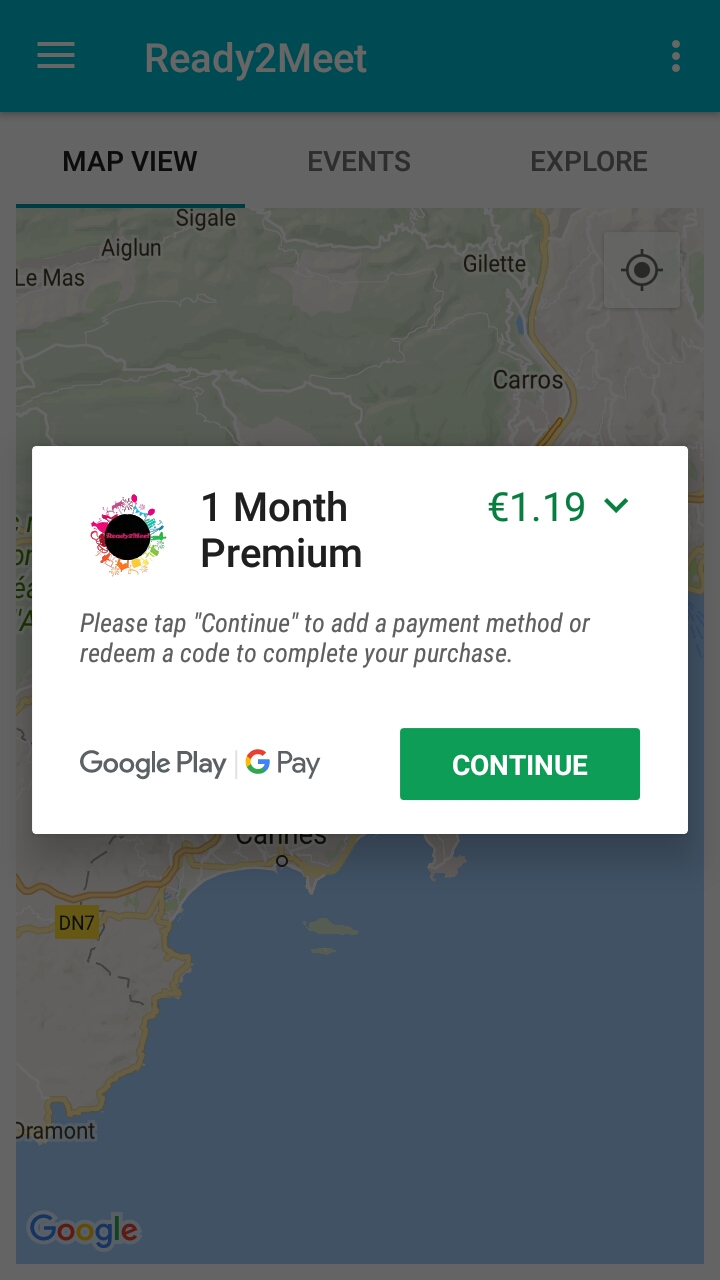 Ready2Meet
MAP VIEW
EVENTS
EXPLORE
Sigale
Aiglun
Le Mas
Gilette
Carros
1 Month
Premium
€1.19
Ready2Meet
Please tap "Continue" to add a payment method or
redeem a code to complete your purchase.
Google Play | G Pay
CONTINUE
Cannes
DN7
Dramont
Google